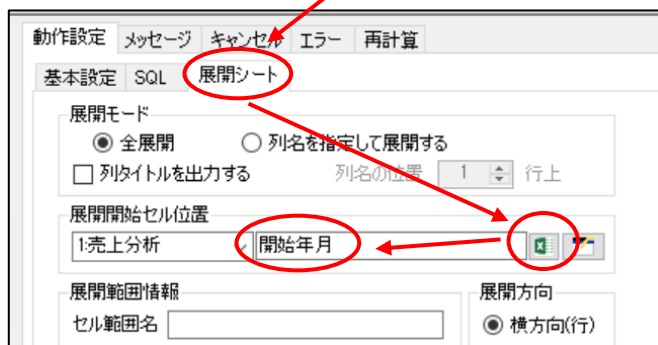 動作設定 メッセージ キャンセル エラー 再計算
基本設定 SQL 展開シート
展開モード
全展開 列名を指定して展開する
列タイトルを出力する 列名の位置 1 行上
展開開始セル位置
1:売上分析 開始年月
展開範囲情報 展開方向
セル範囲名 横方向(行)